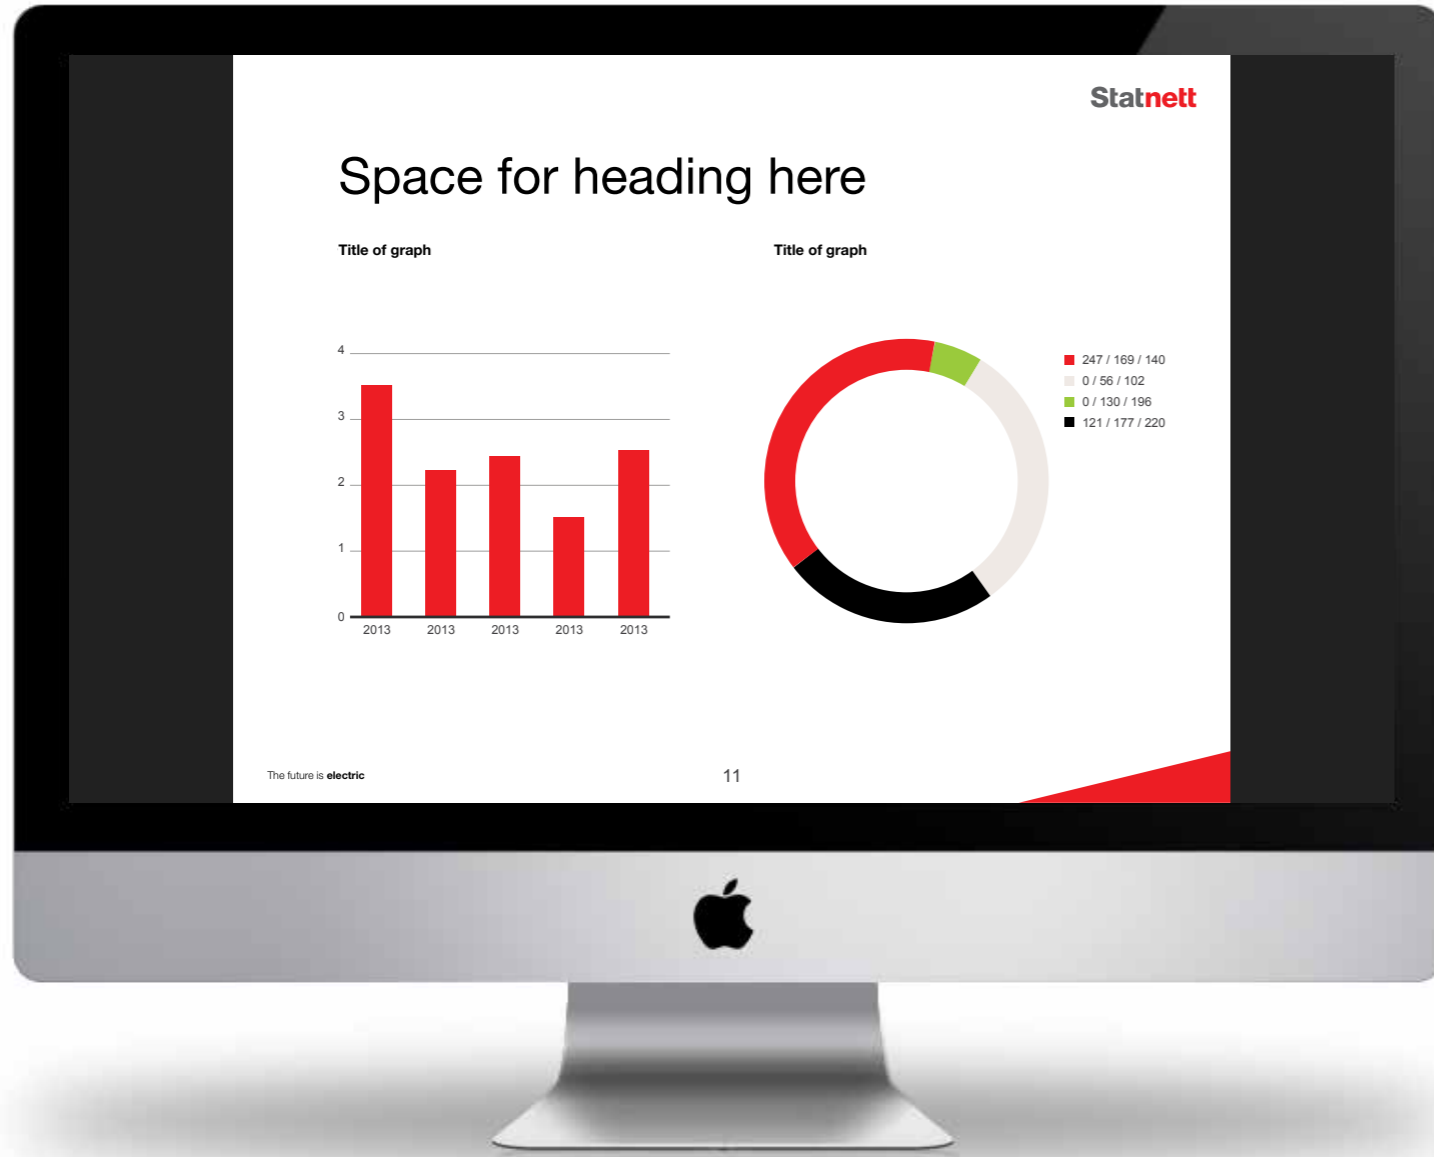 Statnett
Space for heading here
Title of graph
Title of graph
4
3
2
1
0
2013 2013 2013 2013 2013
247 / 169 / 140
0 / 56 / 102
0 / 130 / 196
121 / 177 / 220
The future is electric
11